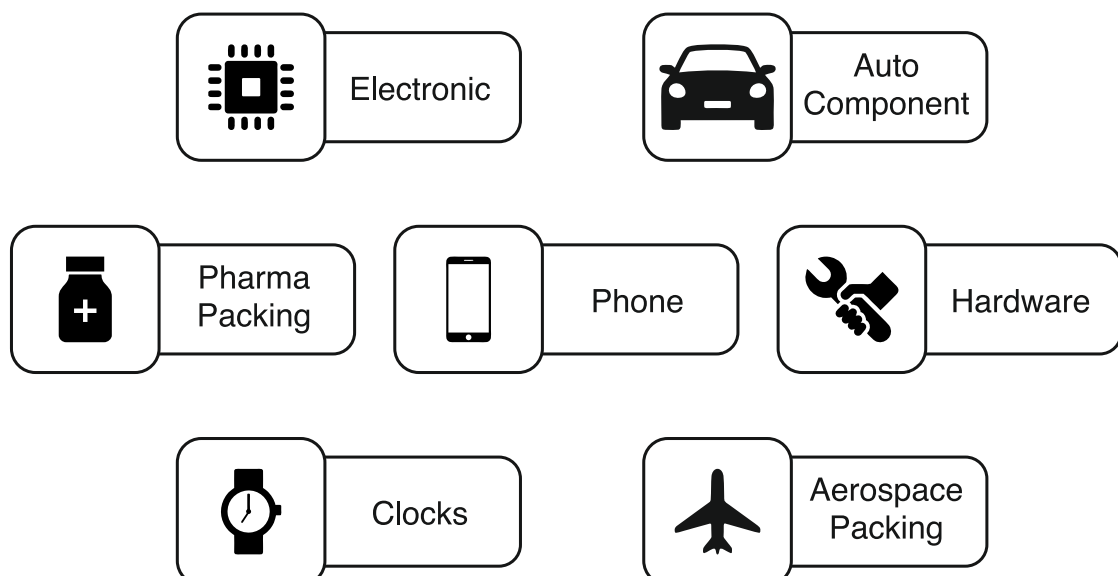 Electronic
Auto
Component
Pharma
Packing
Phone
Hardware
Clocks
Aerospace
Packing